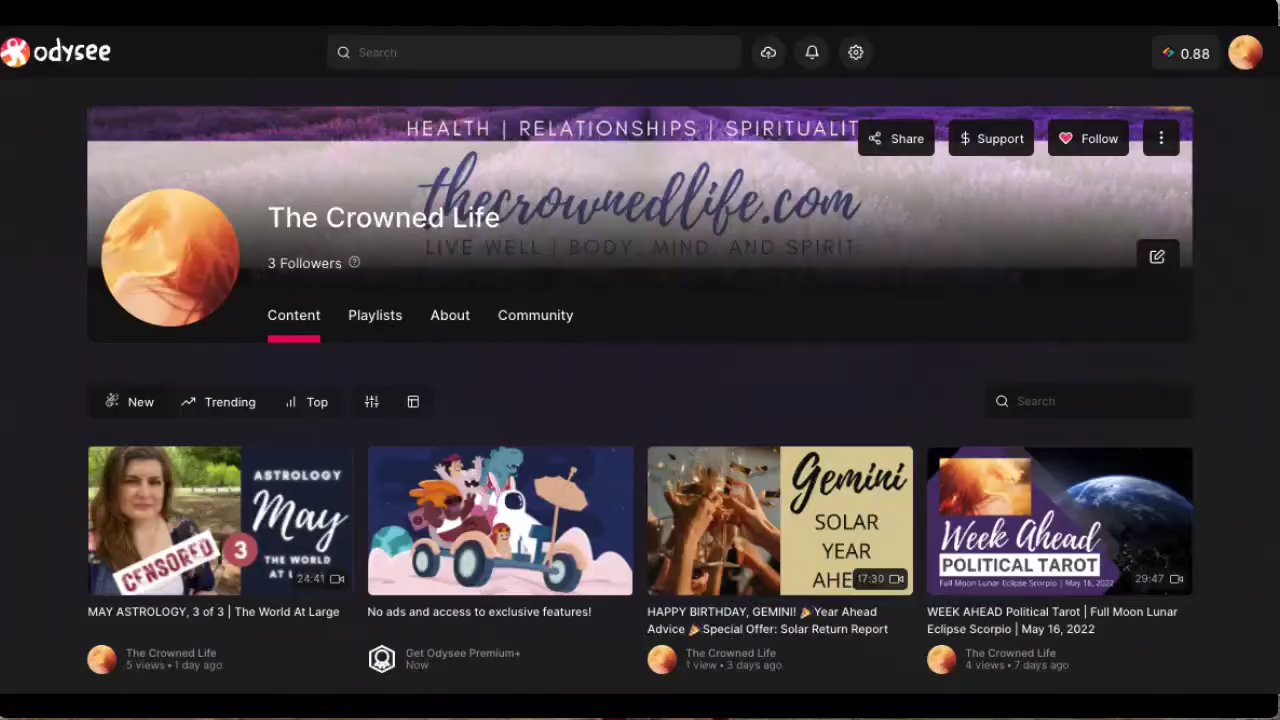 odysee
Search
0.88
HEALTH | RELATIONSHIPS | SPIRITUALIT
Share
Support
Follow
thecrownedlife.com
The Crowned Life
LIVE WELL | BODY, MIND, AND SPIRIT
3 Followers
Content
Playlists
About
Community
New
Trending
Top
Search
ASTROLOGY
May
THE WORLD
AT L
CENSORED
3
24:41
MAY ASTROLOGY, 3 of 3 | The World At Large
The Crowned Life
5 views • 1 day ago
No ads and access to exclusive features!
Get Odysee Premium+
Now
Gemini
SOLAR
YEAR
AHE
17:30
HAPPY BIRTHDAY, GEMINI! 🎉Year Ahead
Advice 🎉Special Offer: Solar Return Report
The Crowned Life
1 view • 3 days ago
Week Ahead
POLITICAL TAROT
Full Moon Lunar Eclipse Scorpio | May 16, 2022
29:47
WEEK AHEAD Political Tarot | Full Moon Lunar
Eclipse Scorpio | May 16, 2022
The Crowned Life
4 views • 7 days ago